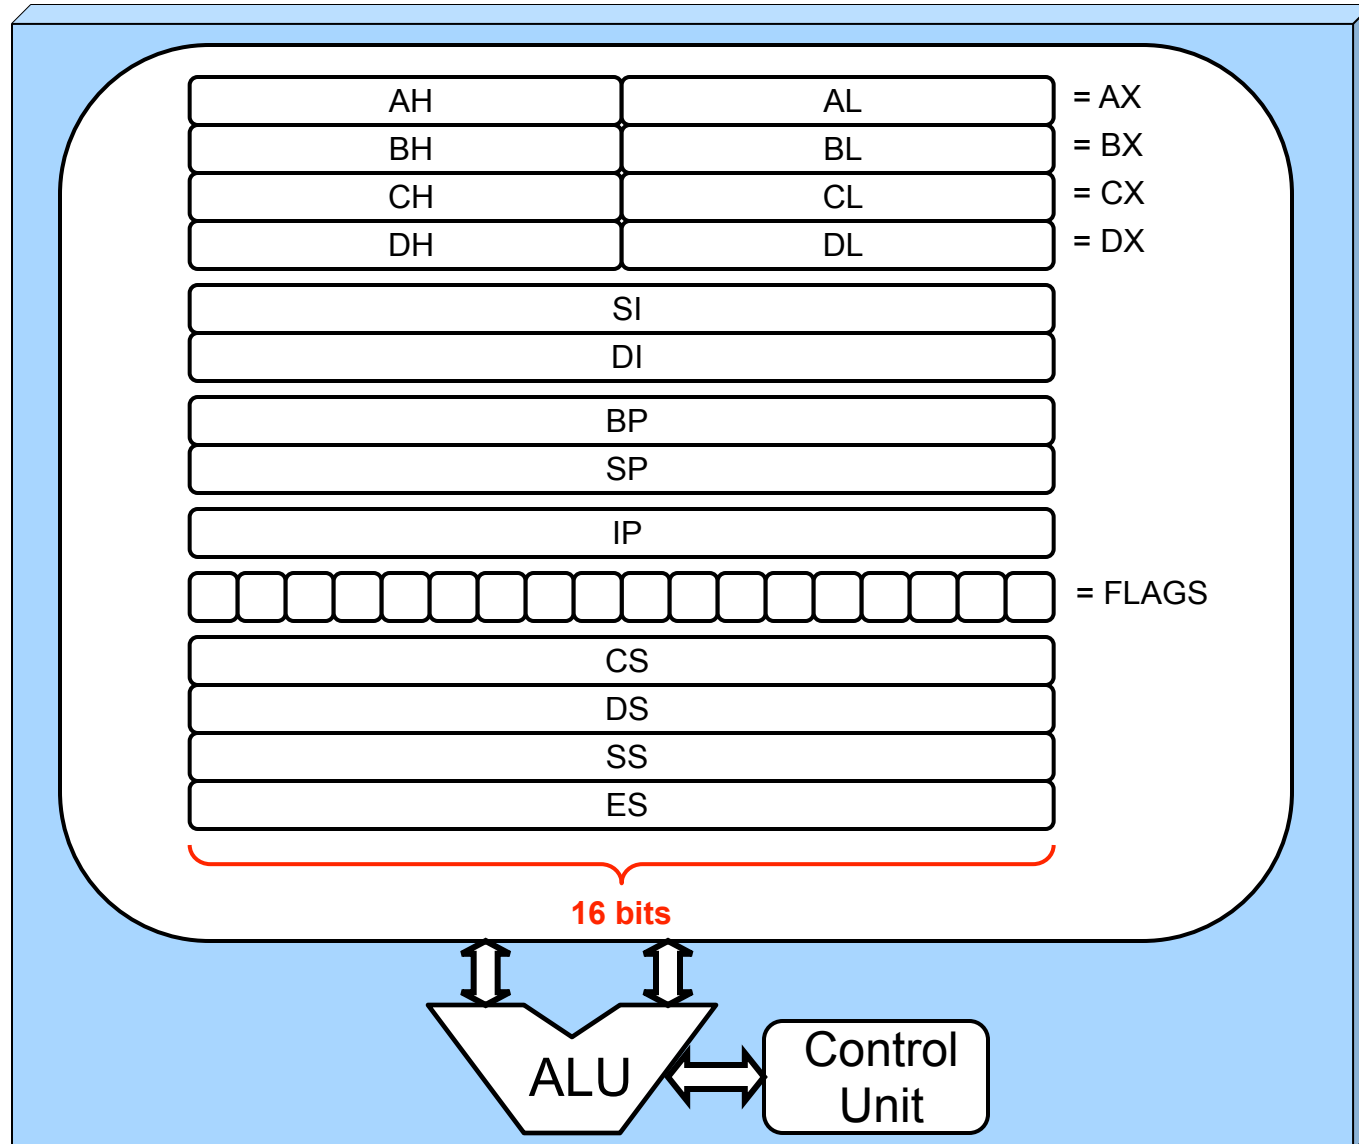 AH AL = AX
BH BL = BX
CH CL = CX
DH DL = DX
SI
DI
BP
SP
IP
= FLAGS
CS
DS
SS
ES
16 bits
ALU
Control
Unit